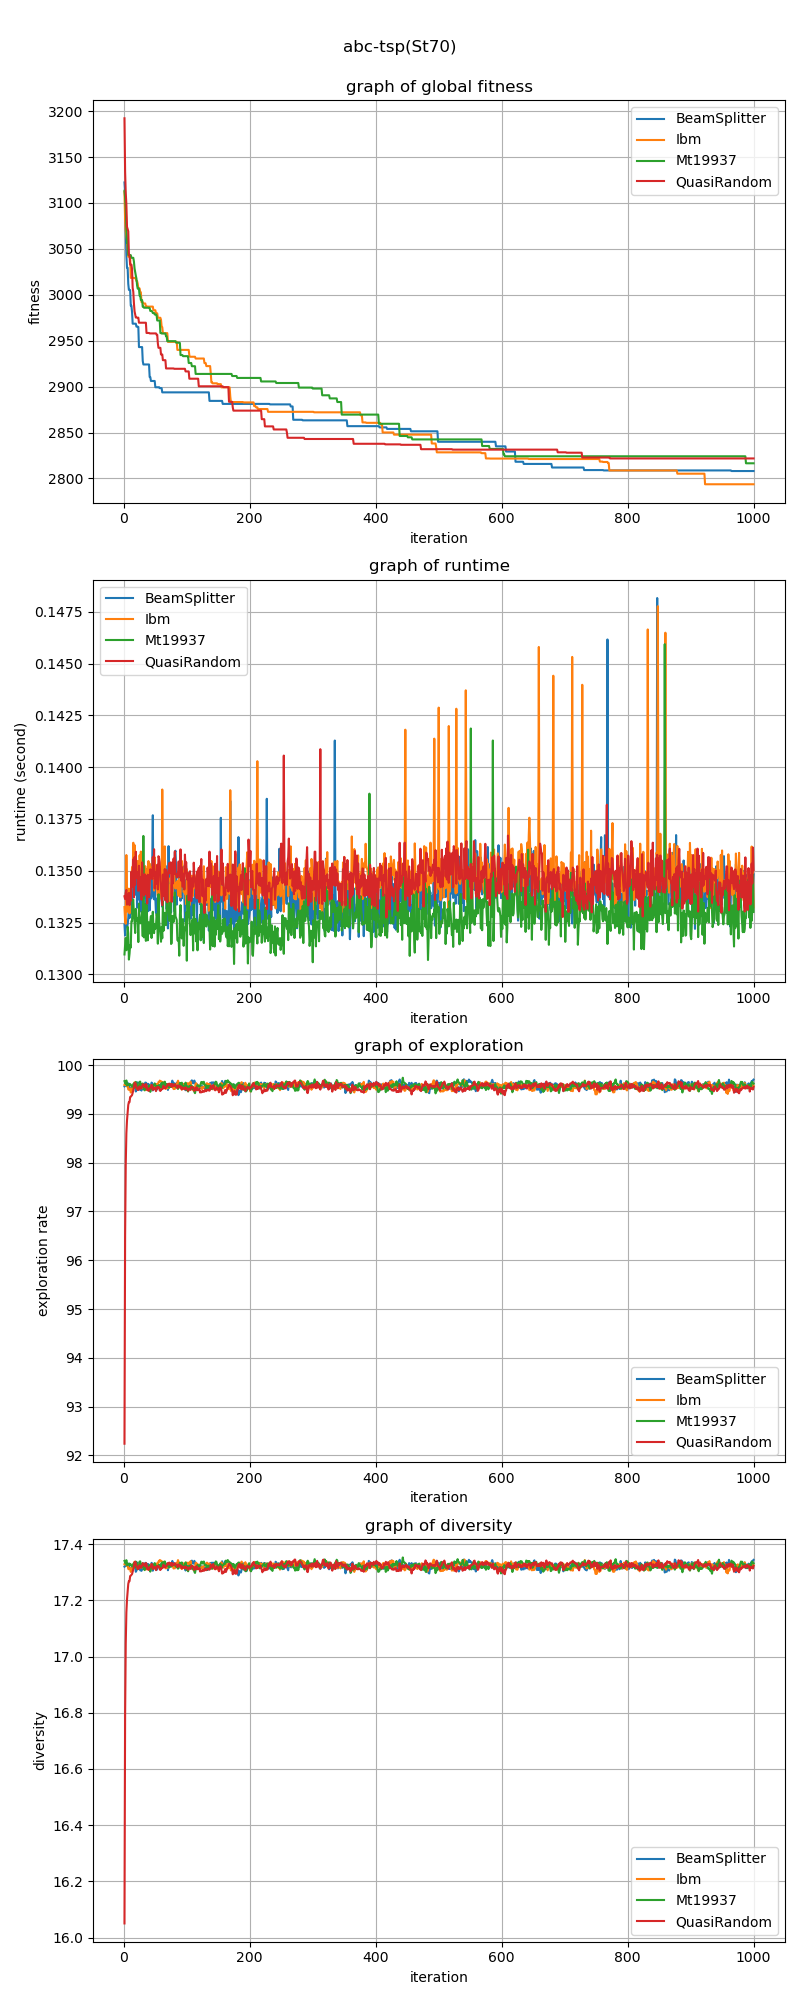 abc-tsp(St70)
graph of global fitness
3200
3150
3100
3050
3000
2950
2900
2850
2800
fitness
0 200 400 600 800 1000
iteration
BeamSplitter
Ibm
Mt19937
QuasiRandom
graph of runtime
0.1475
0.1450
0.1425
0.1400
0.1375
0.1350
0.1325
0.1300
runtime (second)
0 200 400 600 800 1000
iteration
BeamSplitter
Ibm
Mt19937
QuasiRandom
graph of exploration
100
99
98
97
96
95
94
93
92
exploration rate
0 200 400 600 800 1000
iteration
BeamSplitter
Ibm
Mt19937
QuasiRandom
graph of diversity
17.4
17.2
17.0
16.8
16.6
16.4
16.2
16.0
diversity
0 200 400 600 800 1000
iteration
BeamSplitter
Ibm
Mt19937
QuasiRandom